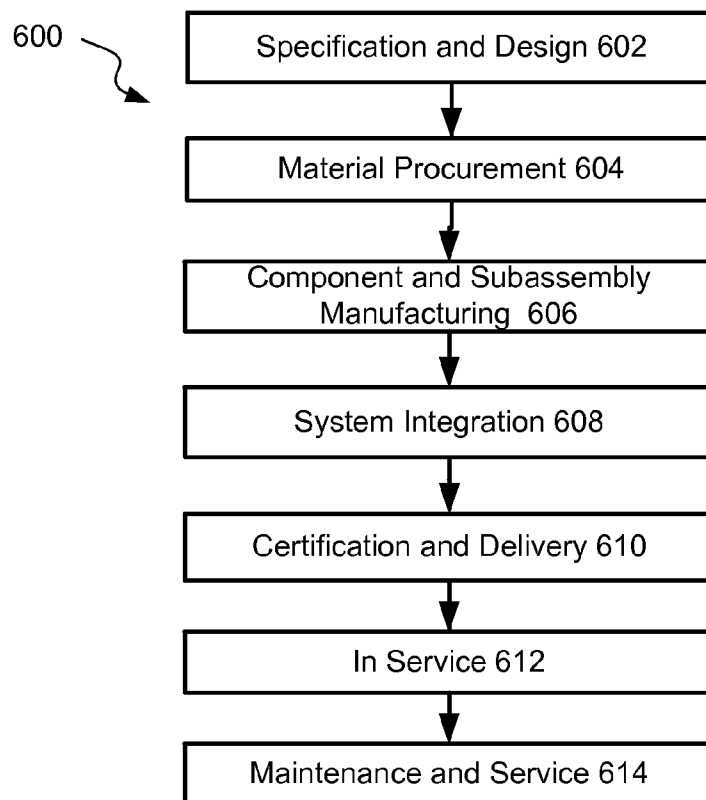 600
Specification and Design 602
Material Procurement 604
Component and Subassembly
Manufacturing 606
System Integration 608
Certification and Delivery 610
In Service 612
Maintenance and Service 614